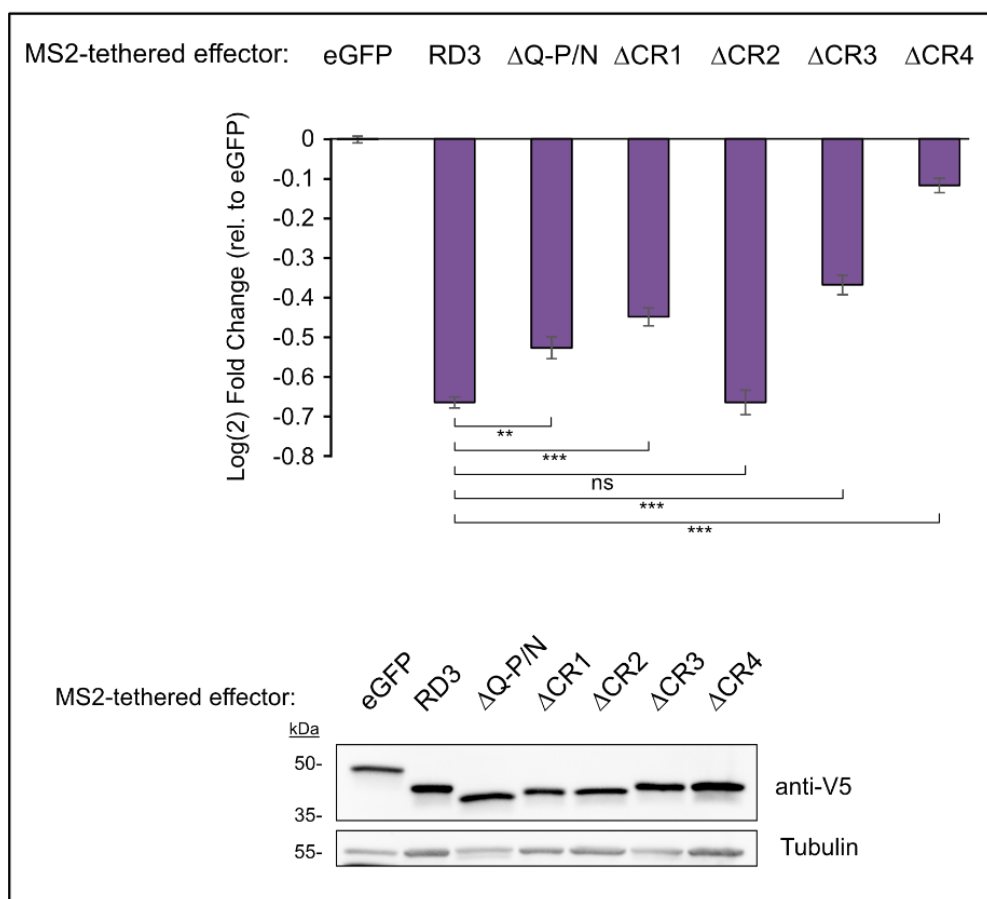 MS2-tethered effector: eGFP RD3 ΔQ-P/N ΔCR1 ΔCR2 ΔCR3 ΔCR4
Log(2) Fold Change (rel. to eGFP)
0
-0.1
-0.2
-0.3
-0.4
-0.5
-0.6
-0.7
-0.8
**
***
ns
***
***
MS2-tethered effector: eGFP RD3 ΔQ-P/N ΔCR1 ΔCR2 ΔCR3 ΔCR4
kDa
50-
35-
anti-V5
55-
Tubulin